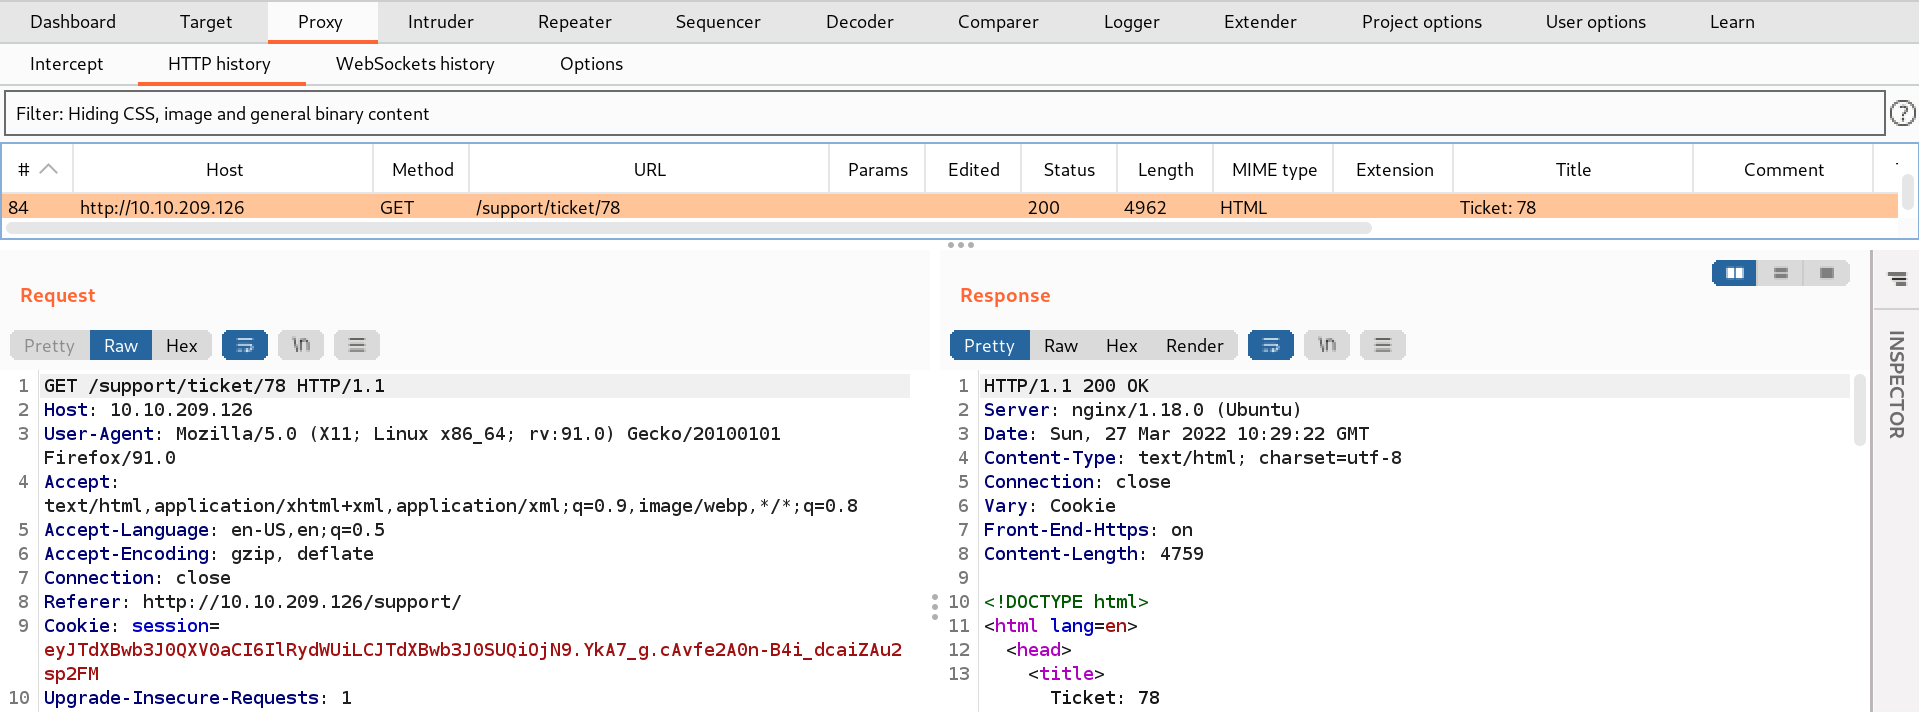 Dashboard Target Proxy Intruder Repeater Sequencer Decoder Comparer Logger Extender Project options User options Learn
Intercept HTTP history WebSockets history Options
Filter: Hiding CSS, image and general binary content ?
# Host Method URL Params Edited Status Length MIME type Extension Title Comment
84 http://10.10.209.126 GET /support/ticket/78 200 4962 HTML Ticket: 78
Request
Pretty Raw Hex \n
1 GET /support/ticket/78 HTTP/1.1
2 Host: 10.10.209.126
3 User-Agent: Mozilla/5.0 (X11; Linux x86_64; rv:91.0) Gecko/20100101
Firefox/91.0
4 Accept:
text/html,application/xhtml+xml,application/xml;q=0.9,image/webp,*/*;q=0.8
5 Accept-Language: en-US,en;q=0.5
6 Accept-Encoding: gzip, deflate
7 Connection: close
8 Referer: http://10.10.209.126/support/
9 Cookie: session=
eyJTdXBwb3J0QXV0aCI6IlRydWUiLCJTdXBwb3J0SUQiOjN9.YkA7_g.cAvfe2A0n-B4i_dcaiZAu2
sp2FM
10 Upgrade-Insecure-Requests: 1
Response
Pretty Raw Hex Render \n
1 HTTP/1.1 200 OK
2 Server: nginx/1.18.0 (Ubuntu)
3 Date: Sun, 27 Mar 2022 10:29:22 GMT
4 Content-Type: text/html; charset=utf-8
5 Connection: close
6 Vary: Cookie
7 Front-End-Https: on
8 Content-Length: 4759
9
10 <!DOCTYPE html>
11 <html lang=en>
12 <head>
13 <title>
Ticket: 78
INSPECTOR